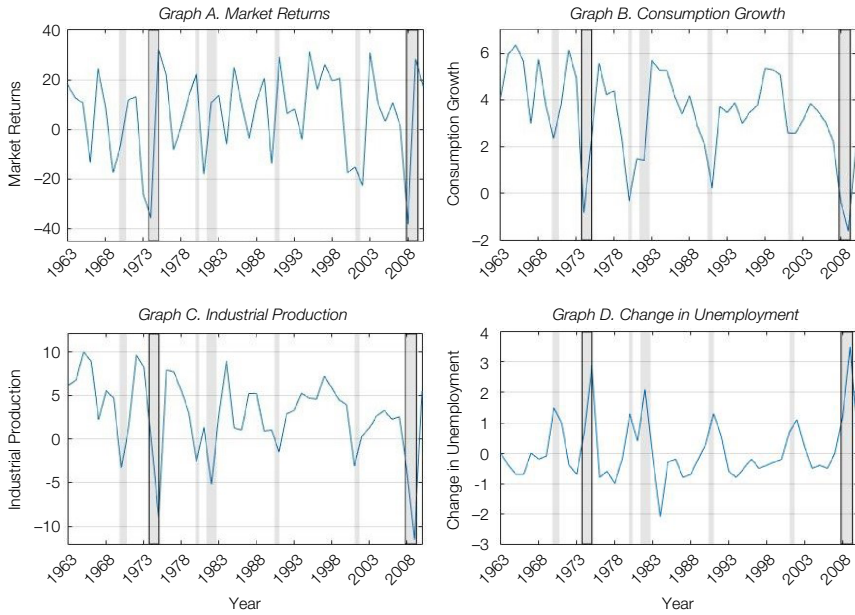 Graph A. Market Returns
Graph B. Consumption Growth
Market Returns
40
20
0
−20
−40
1963 1968 1973 1978 1983 1988 1993 1998 2003 2008
Consumption Growth
6
4
2
0
−2
1963 1968 1973 1978 1983 1988 1993 1998 2003 2008
Graph C. Industrial Production
Graph D. Change in Unemployment
Industrial Production
10
5
0
−5
−10
1963 1968 1973 1978 1983 1988 1993 1998 2003 2008
Year
Change in Unemployment
4
3
2
1
0
−1
−2
−3
1963 1968 1973 1978 1983 1988 1993 1998 2003 2008
Year